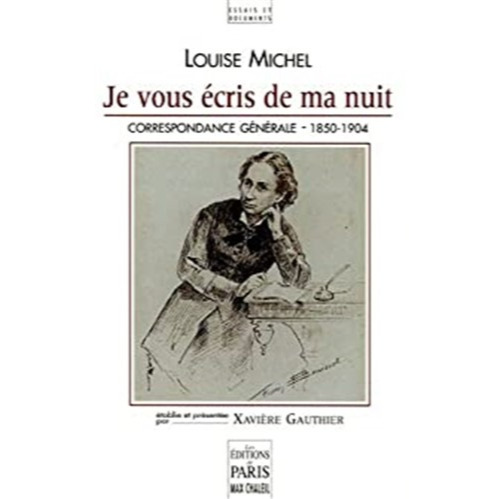 ESSAIS ET
DOCUMENTS
LOUISE MICHEL
Je vous écris de ma nuit
CORRESPONDANCE GÉNÉRALE - 1850-1904
établie et présentée
par XAVIÈRE GAUTHIER
Les
ÉDITIONS
de
PARIS
MAX CHALEIL